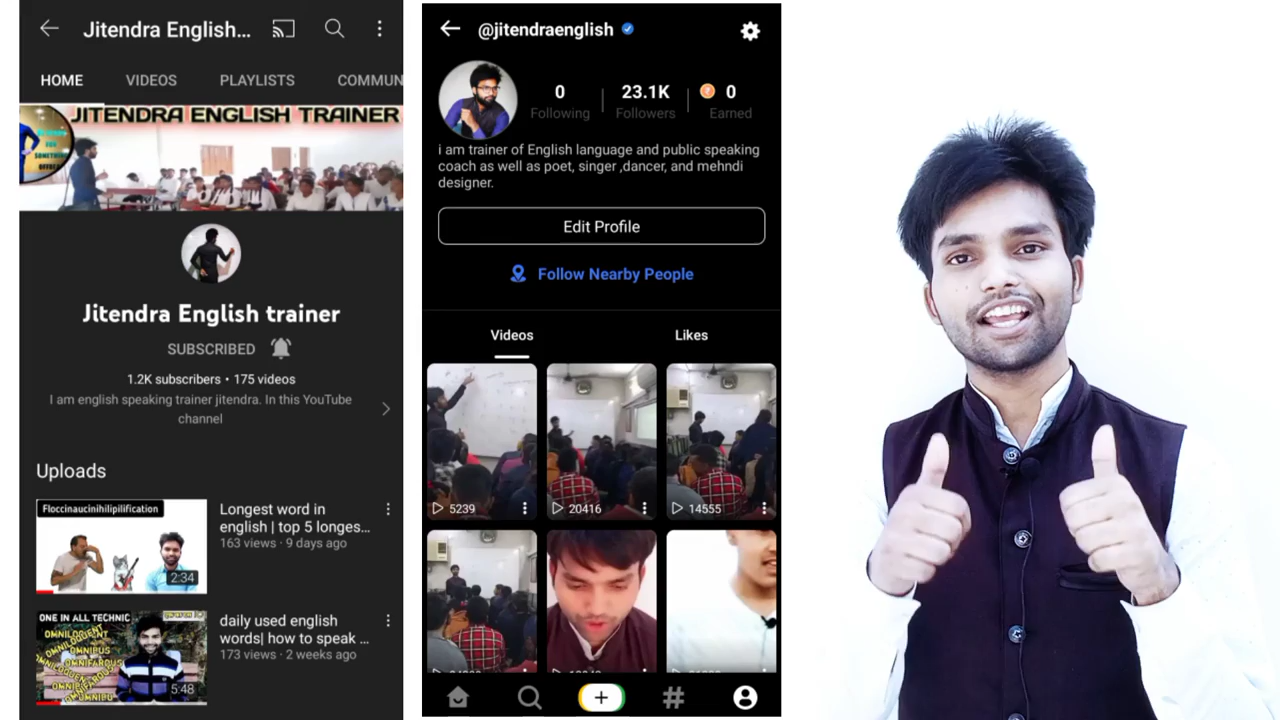 Jitendra English...
HOME VIDEOS PLAYLISTS COMMUN
JITENDRA ENGLISH TRAINER
Jitendra English trainer
SUBSCRIBED
1.2K subscribers • 175 videos
I am english speaking trainer jitendra. In this YouTube
channel
Uploads
Floccinaucinihilipilification
2:34
Longest word in
english | top 5 longes...
163 views · 9 days ago
ONE IN ALL TECHNIC
OMNILOQUENT
OMNIPUS
OMNIFAROUS
5:48
daily used english
words| how to speak ...
173 views · 2 weeks ago
@jitendraenglish
0 23.1K 0
Following Followers Earned
i am trainer of English language and public speaking
coach as well as poet, singer ,dancer, and mehndi
designer.
Edit Profile
Follow Nearby People
Videos Likes
5239 20416 14555